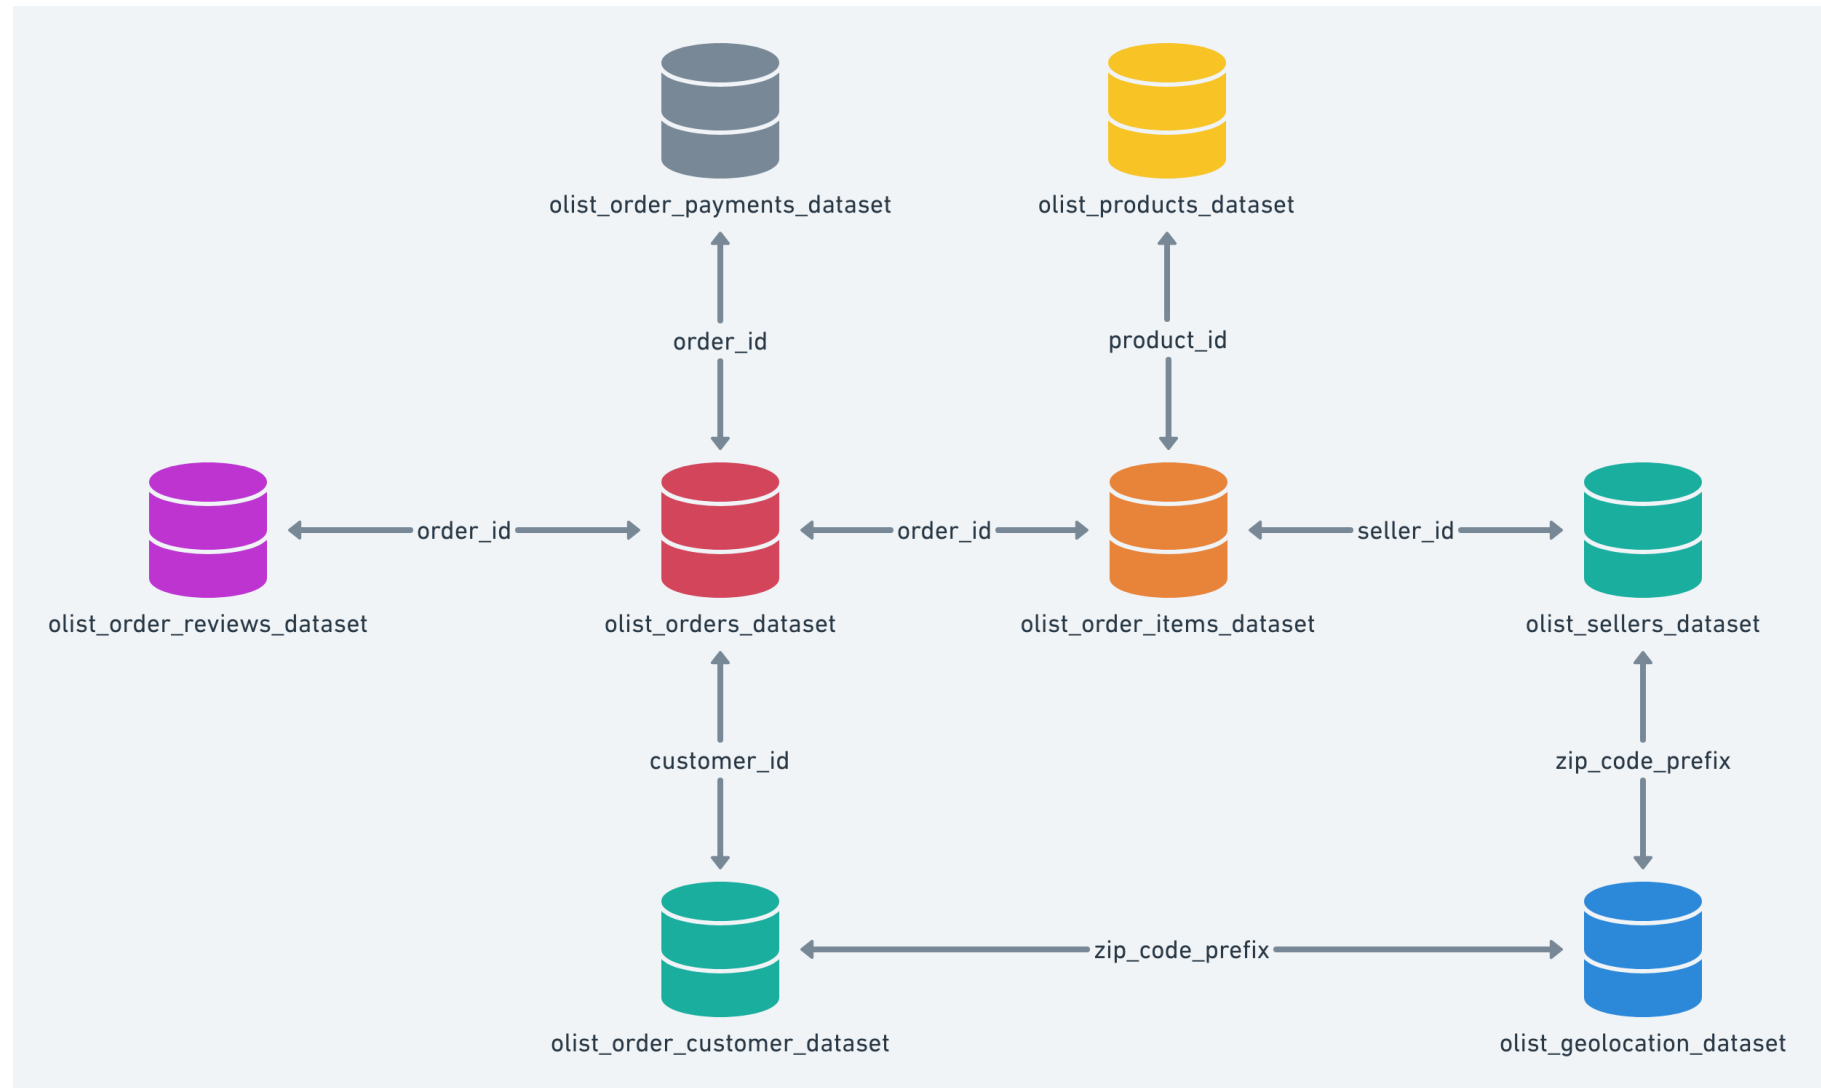 olist_order_payments_dataset
olist_products_dataset
order_id
product_id
order_id
order_id
seller_id
olist_order_reviews_dataset
olist_orders_dataset
olist_order_items_dataset
olist_sellers_dataset
customer_id
zip_code_prefix
zip_code_prefix
olist_order_customer_dataset
olist_geolocation_dataset